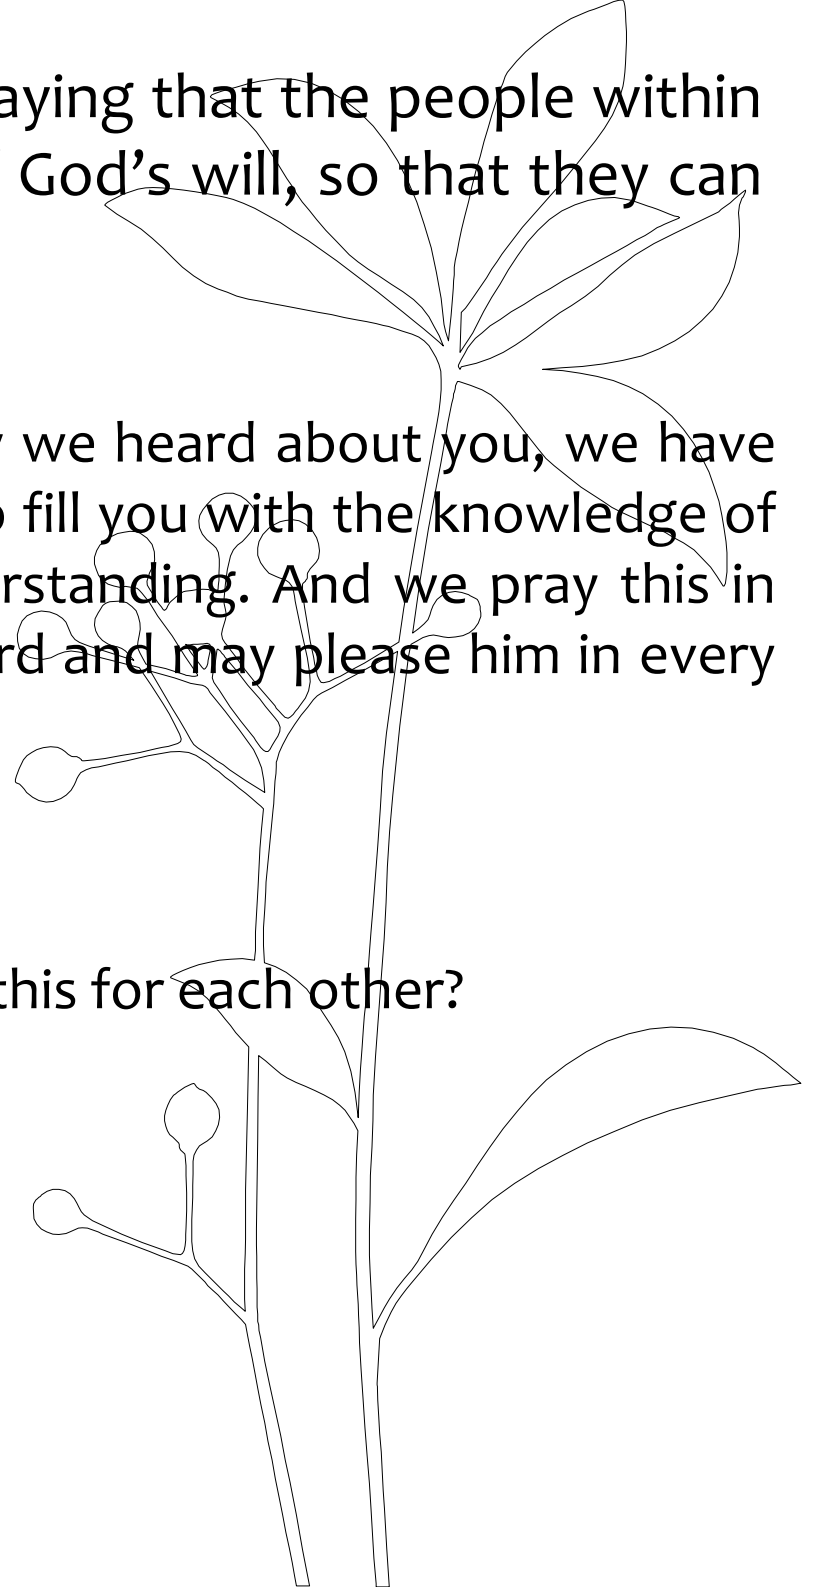 aying that the people within
God’s will, so that they can
we heard about you, we have
fill you with the knowledge of
rstanding. And we pray this in
rd and may please him in every
this for each other?